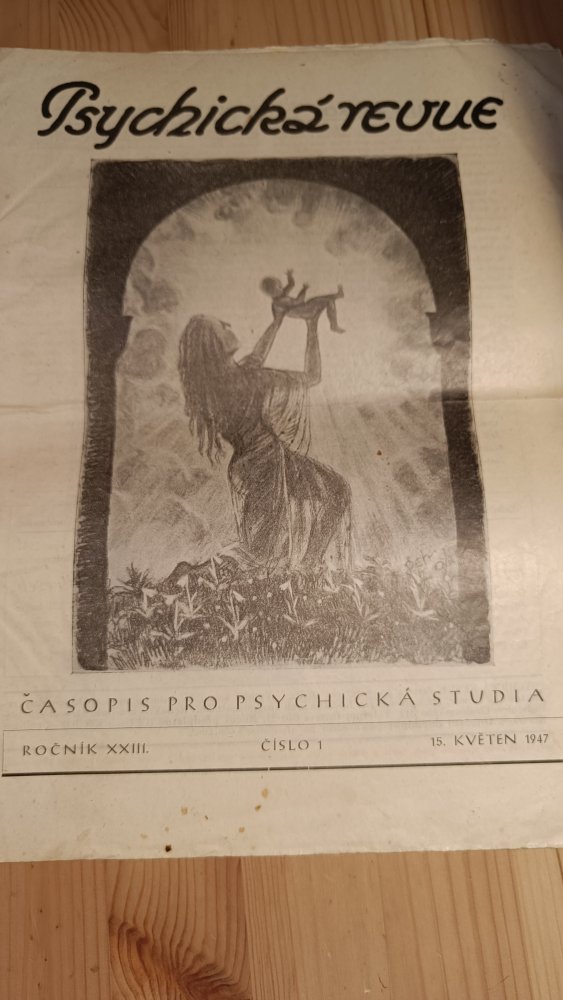 Psychická revue
ČASOPIS PRO PSYCHICKÁ STUDIA
ROČNÍK XXIII.
ČÍSLO 1
15. KVĚTEN 1947